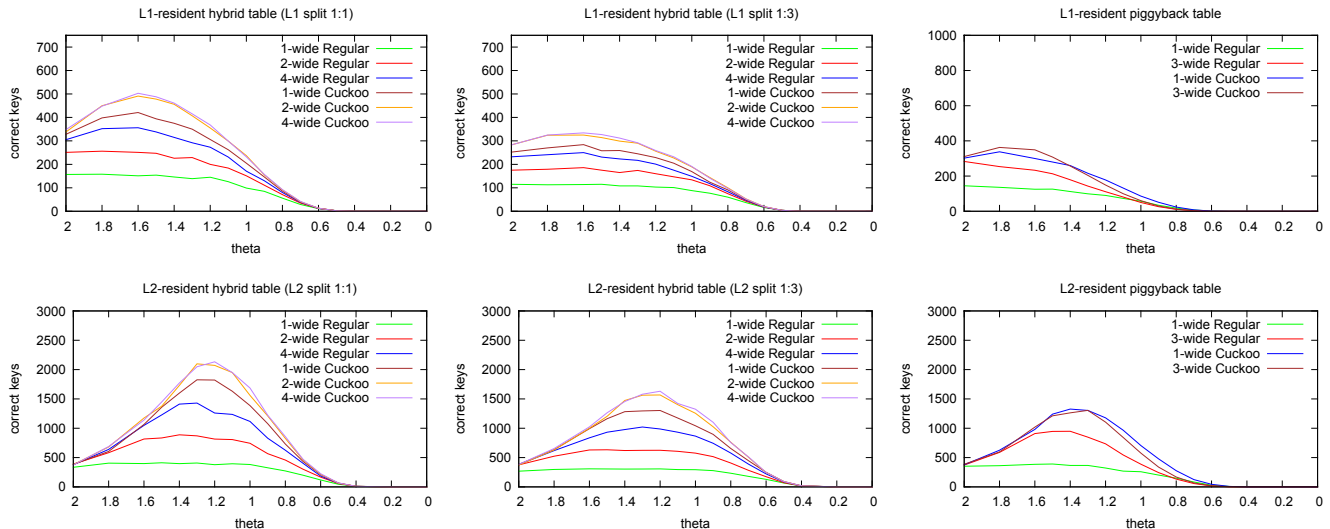 L1-resident hybrid table (L1 split 1:1)
700
600
500
400
300
200
100
0
correct keys
1-wide Regular
2-wide Regular
4-wide Regular
1-wide Cuckoo
2-wide Cuckoo
4-wide Cuckoo
2 1.8 1.6 1.4 1.2 1 0.8 0.6 0.4 0.2 0
theta
L1-resident hybrid table (L1 split 1:3)
700
600
500
400
300
200
100
0
correct keys
1-wide Regular
2-wide Regular
4-wide Regular
1-wide Cuckoo
2-wide Cuckoo
4-wide Cuckoo
2 1.8 1.6 1.4 1.2 1 0.8 0.6 0.4 0.2 0
theta
L1-resident piggyback table
1000
800
600
400
200
0
correct keys
1-wide Regular
3-wide Regular
1-wide Cuckoo
3-wide Cuckoo
2 1.8 1.6 1.4 1.2 1 0.8 0.6 0.4 0.2 0
theta
L2-resident hybrid table (L2 split 1:1)
3000
2500
2000
1500
1000
500
0
correct keys
1-wide Regular
2-wide Regular
4-wide Regular
1-wide Cuckoo
2-wide Cuckoo
4-wide Cuckoo
2 1.8 1.6 1.4 1.2 1 0.8 0.6 0.4 0.2 0
theta
L2-resident hybrid table (L2 split 1:3)
3000
2500
2000
1500
1000
500
0
correct keys
1-wide Regular
2-wide Regular
4-wide Regular
1-wide Cuckoo
2-wide Cuckoo
4-wide Cuckoo
2 1.8 1.6 1.4 1.2 1 0.8 0.6 0.4 0.2 0
theta
L2-resident piggyback table
3000
2500
2000
1500
1000
500
0
correct keys
1-wide Regular
3-wide Regular
1-wide Cuckoo
3-wide Cuckoo
2 1.8 1.6 1.4 1.2 1 0.8 0.6 0.4 0.2 0
theta